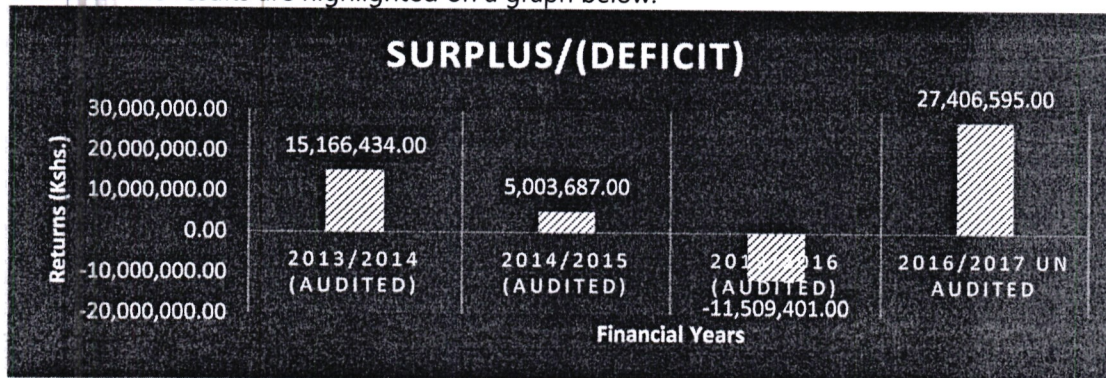 are highlighted on a graph below.
SURPLUS/(DEFICIT)
Returns (Kshs.)
30,000,000.00
20,000,000.00
10,000,000.00
0.00
-10,000,000.00
-20,000,000.00
15,166,434.00
5,003,687.00
-11,509,401.00
27,406,595.00
2013/2014
(AUDITED)
2014/2015
(AUDITED)
(AUDITED)
2016/2017 UN
AUDITED
Financial Years